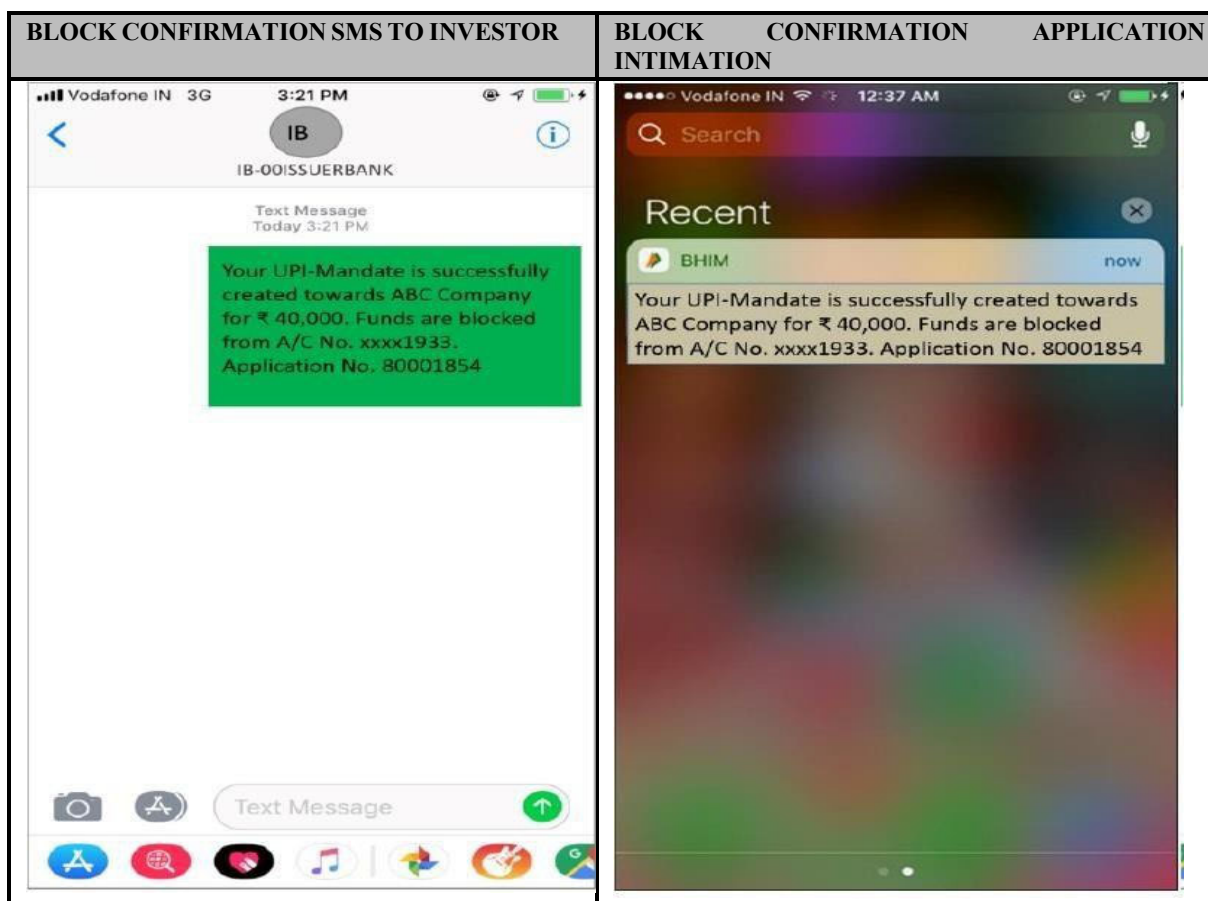 BLOCK CONFIRMATION SMS TO INVESTOR
BLOCK CONFIRMATION APPLICATION
INTIMATION
Vodafone IN 3G 3:21 PM
IB
IB-00ISSUERBANK
Text Message
Today 3:21 PM
Your UPI-Mandate is successfully
created towards ABC Company
for ₹ 40,000. Funds are blocked
from A/C No. xxxx1933.
Application No. 80001854
Text Message
Vodafone IN 12:37 AM
Search
Recent
BHIM now
Your UPI-Mandate is successfully created towards
ABC Company for ₹ 40,000. Funds are blocked
from A/C No. xxxx1933. Application No. 80001854